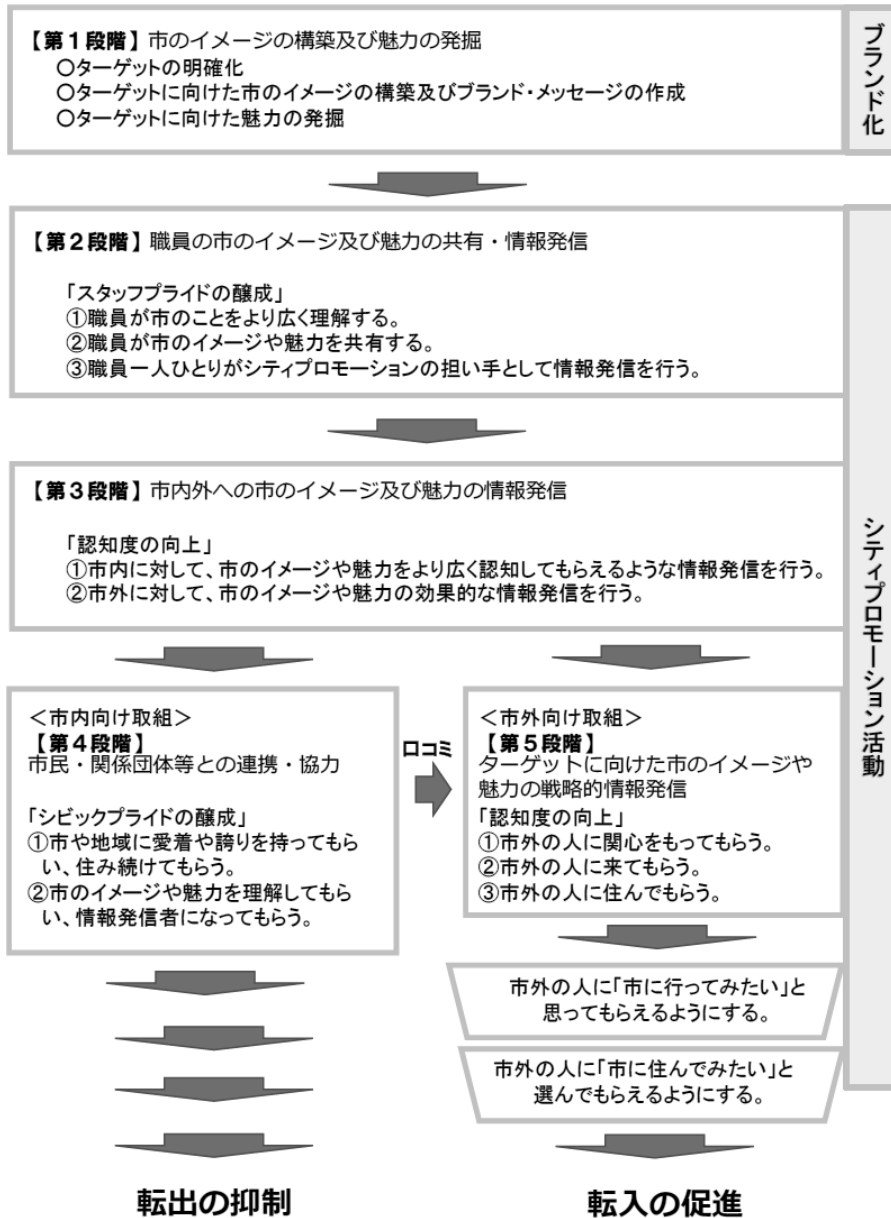 【第1段階】市のイメージの構築及び魅力の発掘
○ターゲットの明確化
○ターゲットに向けた市のイメージの構築及びブランド・メッセージの作成
○ターゲットに向けた魅力の発掘
ブランド化
【第2段階】職員の市のイメージ及び魅力の共有・情報発信
「スタッフプライドの醸成」
①職員が市のことをより広く理解する。
②職員が市のイメージや魅力を共有する。
③職員一人ひとりがシティプロモーションの担い手として情報発信を行う。
【第3段階】市内外への市のイメージ及び魅力の情報発信
「認知度の向上」
①市内に対して、市のイメージや魅力をより広く認知してもらえるような情報発信を行う。
②市外に対して、市のイメージや魅力の効果的な情報発信を行う。
シティプロモーション活動
＜市内向け取組＞
【第4段階】
市民・関係団体等との連携・協力
「シビックプライドの醸成」
①市や地域に愛着や誇りを持ってもら
い、住み続けてもらう。
②市のイメージや魅力を理解してもら
い、情報発信者になってもらう。
口コミ
＜市外向け取組＞
【第5段階】
ターゲットに向けた市のイメージや
魅力の戦略的情報発信
「認知度の向上」
①市外の人に関心をもってもらう。
②市外の人に来てもらう。
③市外の人に住んでもらう。
市外の人に「市に行ってみたい」と
思ってもらえるようにする。
市外の人に「市に住んでみたい」と
選んでもらえるようにする。
転出の抑制
転入の促進